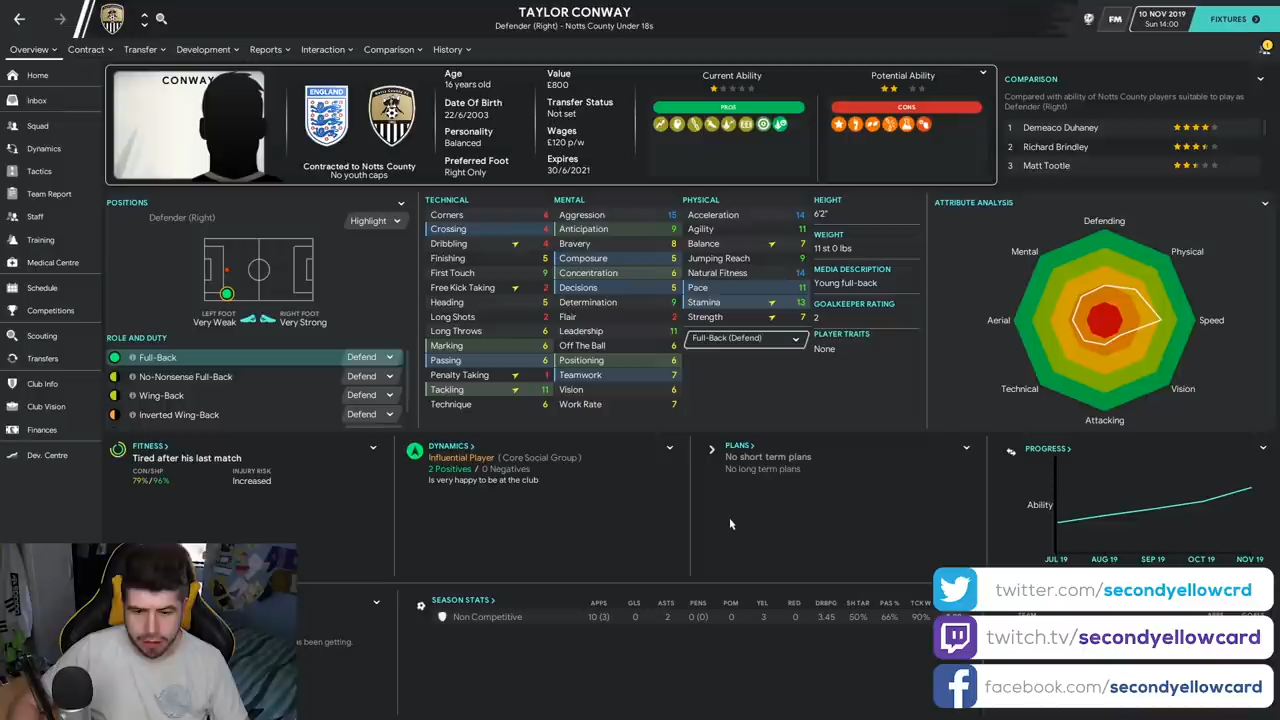 TAYLOR CONWAY
Defender (Right) - Notts County Under 18s
FM
10 NOV 2019
Sun 14:00
FIXTURES
Overview
Contract
Transfer
Development
Reports
Interaction
Comparison
History
Home
Inbox
Squad
Dynamics
Tactics
Team Report
Staff
Training
Medical Centre
Schedule
Competitions
Scouting
Transfers
Club Info
Club Vision
Finances
Dev. Centre
CONWAY
ENGLAND
Contracted to Notts County
No youth caps
Age
16 years old
Date Of Birth
22/6/2003
Personality
Balanced
Preferred Foot
Right Only
Value
£800
Transfer Status
Not set
Wages
£120 p/w
Expires
30/6/2021
Current Ability
PROS
Potential Ability
CONS
COMPARISON
Compared with ability of Notts County players suitable to play as
Defender (Right)
1 Demeaco Duhaney
2 Richard Brindley
3 Matt Tootle
POSITIONS
Defender (Right)
Highlight
LEFT FOOT
Very Weak
RIGHT FOOT
Very Strong
ROLE AND DUTY
Full-Back Defend
No-Nonsense Full-Back Defend
Wing-Back Defend
Inverted Wing-Back Defend
TECHNICAL
Corners 4
Crossing 4
Dribbling 4
Finishing 5
First Touch 9
Free Kick Taking 2
Heading 5
Long Shots 2
Long Throws 6
Marking 6
Passing 6
Penalty Taking 1
Tackling 11
Technique 6
MENTAL
Aggression 15
Anticipation 9
Bravery 8
Composure 5
Concentration 6
Decisions 5
Determination 9
Flair 2
Leadership 11
Off The Ball 6
Positioning 6
Teamwork 7
Vision 6
Work Rate 7
PHYSICAL
Acceleration 14
Agility 11
Balance 7
Jumping Reach 9
Natural Fitness 14
Pace 11
Stamina 13
Strength 7
Full-Back (Defend)
HEIGHT
6'2"
WEIGHT
11 st 0 lbs
MEDIA DESCRIPTION
Young full-back
GOALKEEPER RATING
2
PLAYER TRAITS
None
ATTRIBUTE ANALYSIS
Defending
Physical
Speed
Vision
Attacking
Technical
Aerial
Mental
FITNESS
Tired after his last match
CON/SHP
79%/96%
INJURY RISK
Increased
DYNAMICS
Influential Player (Core Social Group)
2 Positives / 0 Negatives
Is very happy to be at the club
PLANS
No short term plans
No long term plans
PROGRESS
Ability
JUL 19 AUG 19 SEP 19 OCT 19 NOV 19
s been getting.
SEASON STATS APPS GLS ASTS PENS POM YEL RED DRBPG SH TAR PAS % TCK W
Non Competitive 10 (3) 0 2 0 (0) 0 3 0 3.45 50% 66% 90%
twitter.com/secondyellowcrd
twitch.tv/secondyellowcard
facebook.com/secondyellowcard